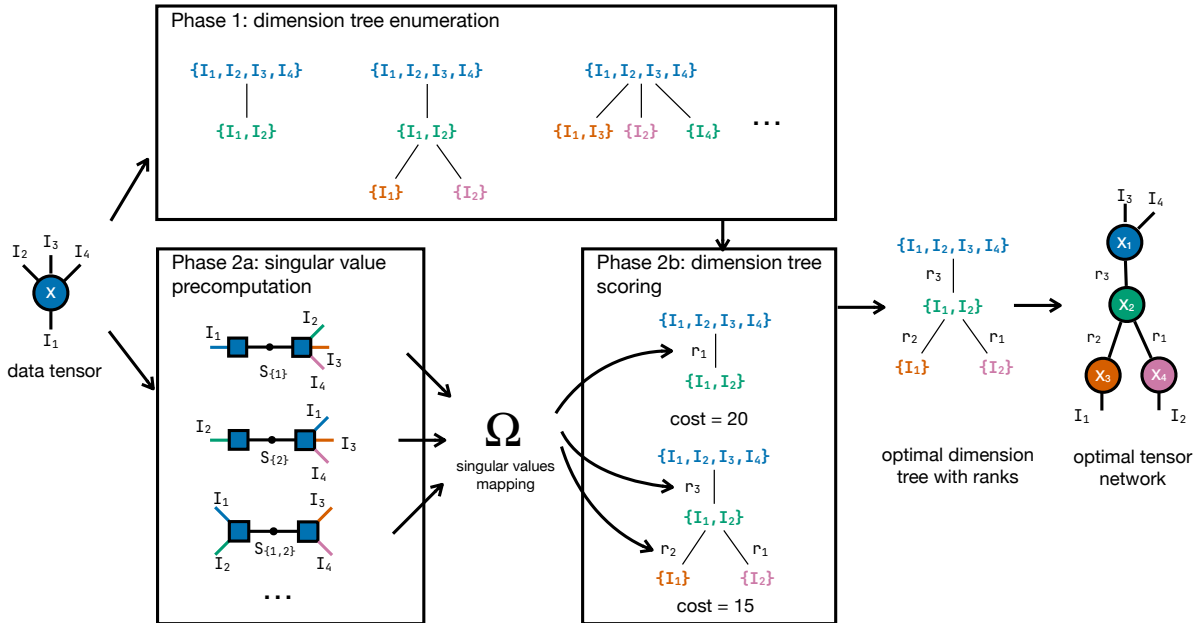 Phase 1: dimension tree enumeration
{I₁,I₂,I₃,I₄}
{I₁,I₂}
{I₁,I₂,I₃,I₄}
{I₁,I₂}
{I₁}
{I₂}
{I₁,I₂,I₃,I₄}
{I₁,I₃}
{I₂}
{I₄}
...
I₂
I₃
I₄
X
I₁
data tensor
Phase 2a: singular value
precomputation
I₁
S{1}
I₂
I₃
I₄
I₂
S{2}
I₁
I₃
I₄
I₁
I₂
S{1,2}
I₃
I₄
...
Ω
singular values
mapping
Phase 2b: dimension tree
scoring
{I₁,I₂,I₃,I₄}
r₁
{I₁,I₂}
cost = 20
{I₁,I₂,I₃,I₄}
r₃
{I₁,I₂}
r₂
r₁
{I₁}
{I₂}
cost = 15
{I₁,I₂,I₃,I₄}
r₃
{I₁,I₂}
r₂
r₁
{I₁}
{I₂}
optimal dimension
tree with ranks
I₃
I₄
X₁
r₃
X₂
r₂
r₁
X₃
X₄
I₁
I₂
optimal tensor
network